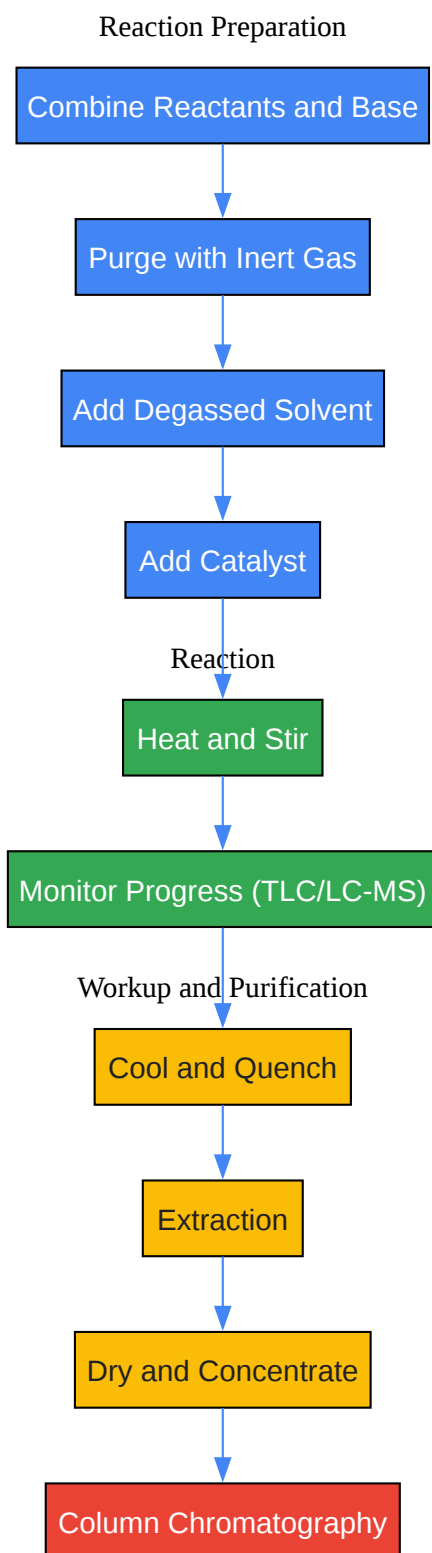 Reaction Preparation
Combine Reactants and Base
Purge with Inert Gas
Add Degassed Solvent
Add Catalyst
Reaction
Heat and Stir
Monitor Progress (TLC/LC-MS)
Workup and Purification
Cool and Quench
Extraction
Dry and Concentrate
Column Chromatography